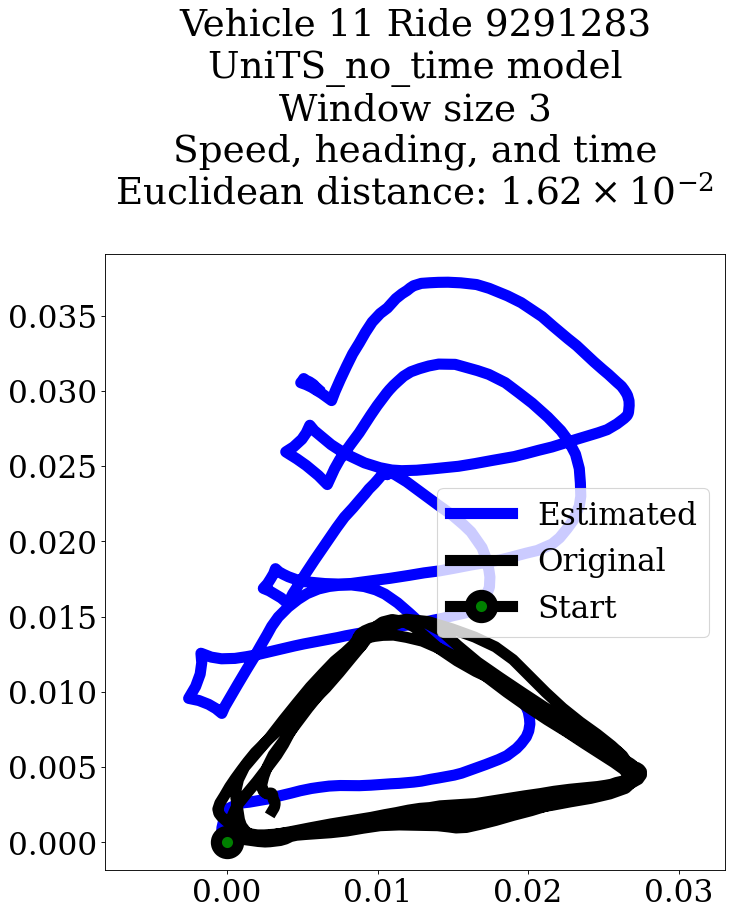 Vehicle 11 Ride 9291283
UniTS_no_time model
Window size 3
Speed, heading, and time
Euclidean distance: $1.62 \times 10^{-2}$
0.035
0.030
0.025
0.020
0.015
0.010
0.005
0.000
Estimated
Original
Start
0.00 0.01 0.02 0.03